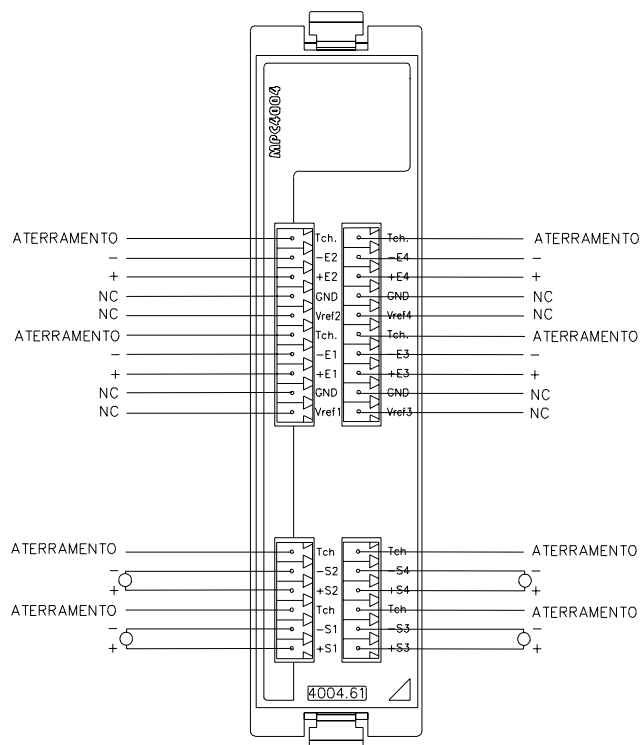 MPC4004
ATERRAMENTO Tch. Tch. ATERRAMENTO
− −E2 −E4 −
+ +E2 +E4 +
NC GND GND NC
NC Vref2 Vref4 NC
ATERRAMENTO Tch. Tch. ATERRAMENTO
− −E1 −E3 −
+ +E1 +E3 +
NC GND GND NC
NC Vref1 Vref3 NC
ATERRAMENTO Tch Tch ATERRAMENTO
− −S2 −S4 −
+ +S2 +S4 +
ATERRAMENTO Tch Tch ATERRAMENTO
− −S1 −S3 −
+ +S1 +S3 +
4004.61